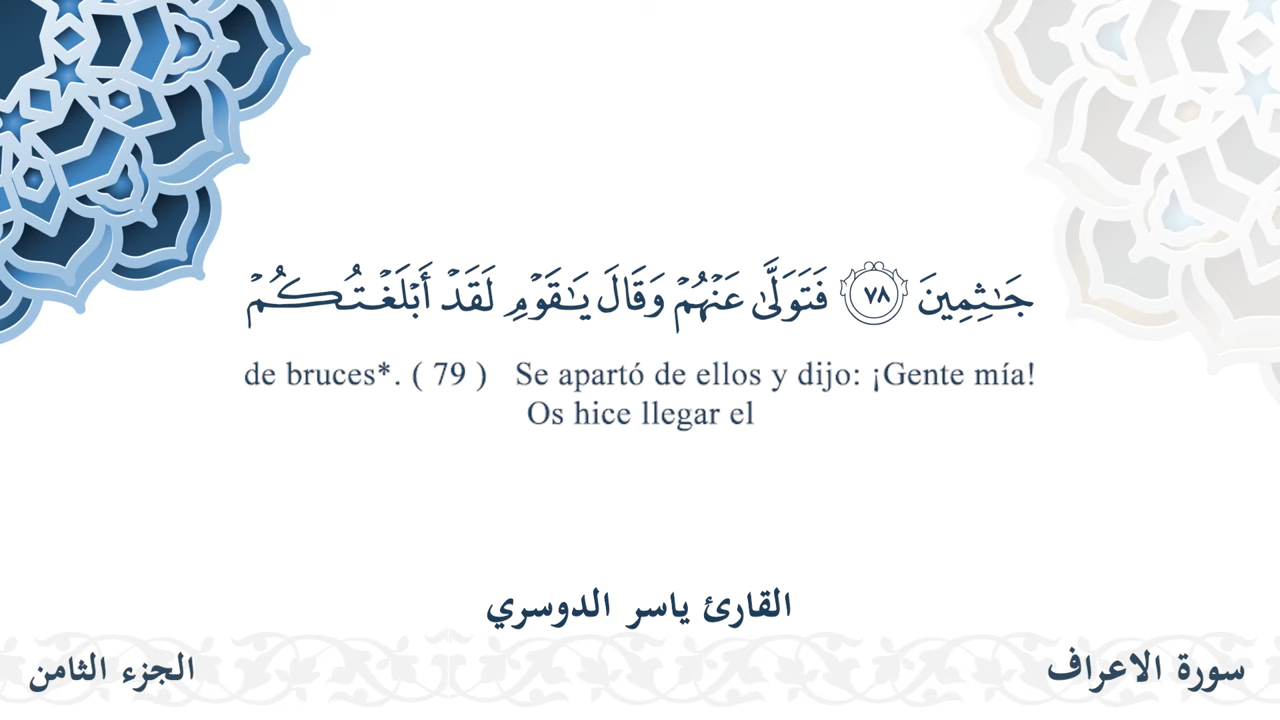 جَٰثِمِينَ ٧٨ فَتَوَلَّىٰ عَنْهُمْ وَقَالَ يَٰقَوْمِ لَقَدْ أَبْلَغْتُكُمْ
de bruces*. ( 79 ) Se apartó de ellos y dijo: ¡Gente mía!
Os hice llegar el
القارئ ياسر الدوسري
سورة الاعراف
الجزء الثامن